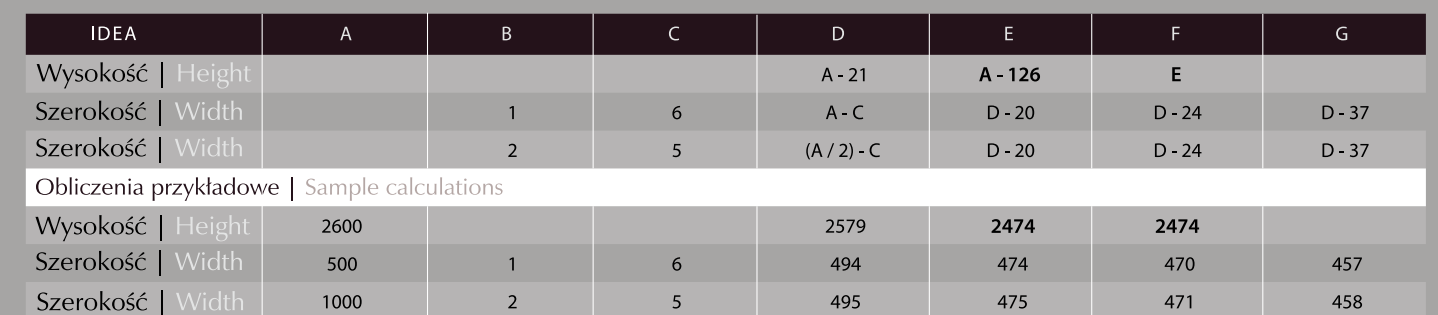 IDEA A B C D E F G
Wysokość | Height A - 21 A - 126 E
Szerokość | Width 1 6 A - C D - 20 D - 24 D - 37
Szerokość | Width 2 5 (A / 2) - C D - 20 D - 24 D - 37
Obliczenia przykładowe | Sample calculations
Wysokość | Height 2600 2579 2474 2474
Szerokość | Width 500 1 6 494 474 470 457
Szerokość | Width 1000 2 5 495 475 471 458